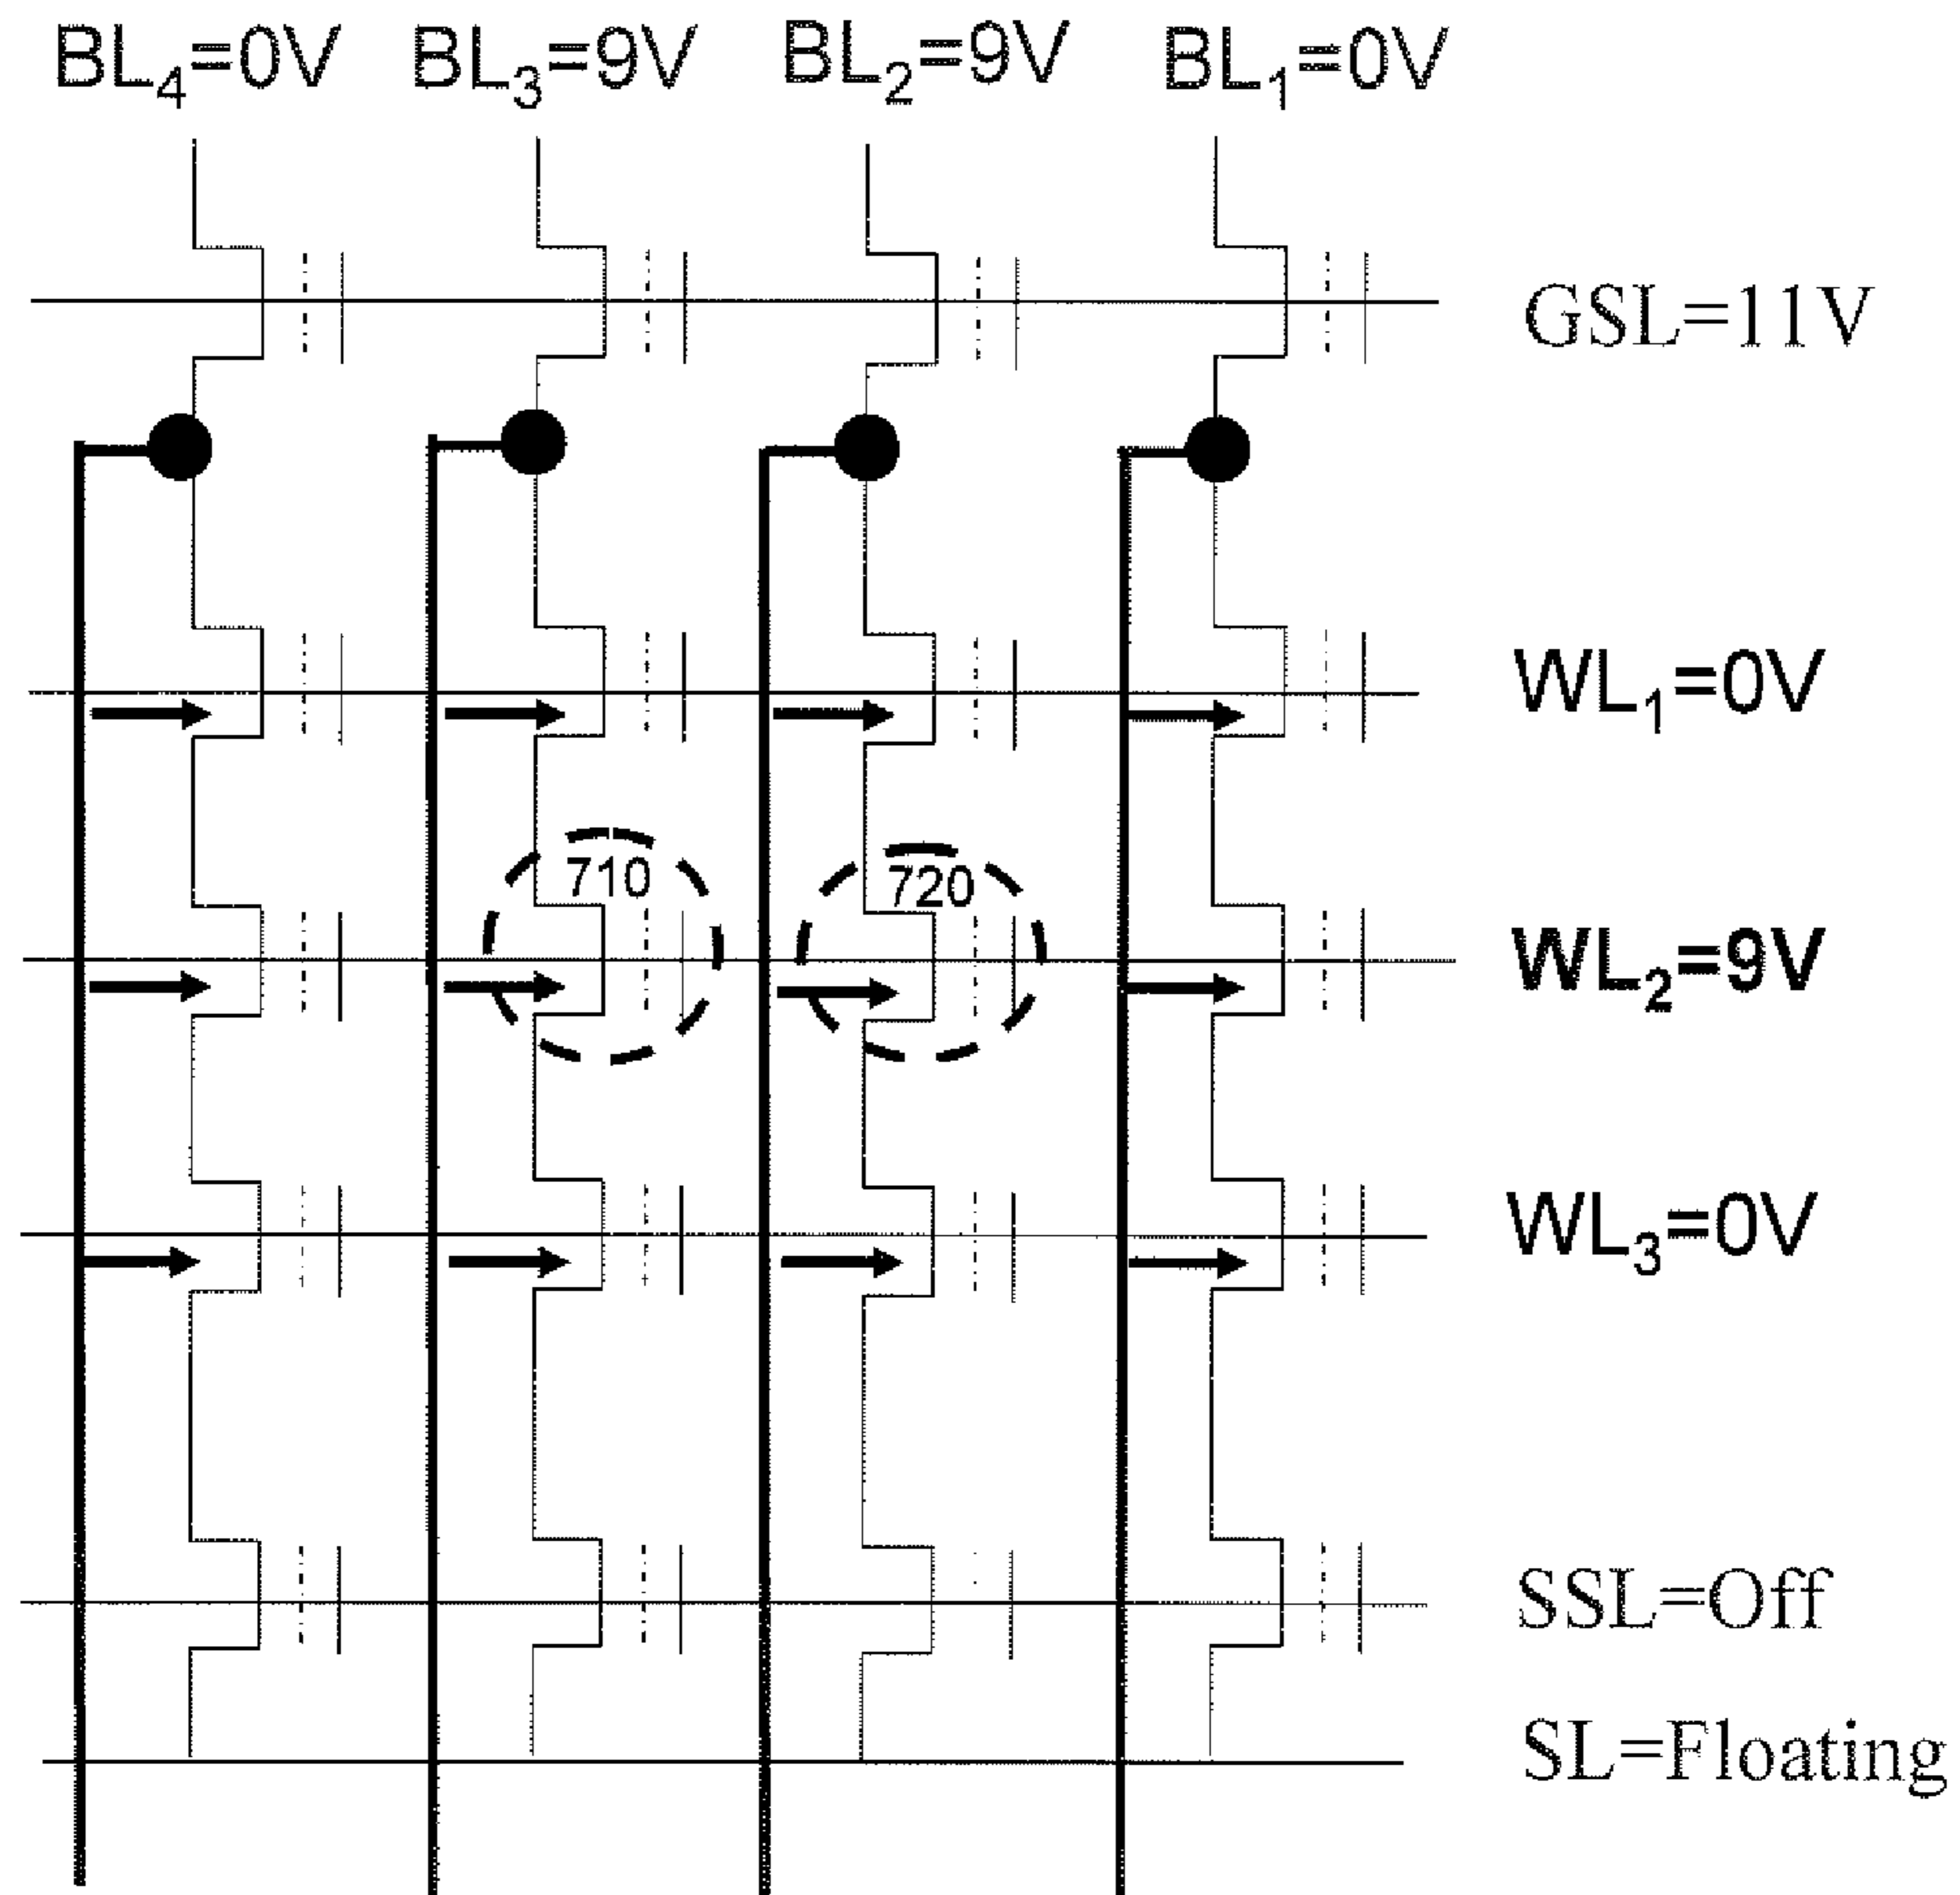 BL4=0V BL3=9V BL2=9V BL1=0V
GSL=11V
WL1=0V
710 720
WL2=9V
WL3=0V
SSL=Off
SL=Floating